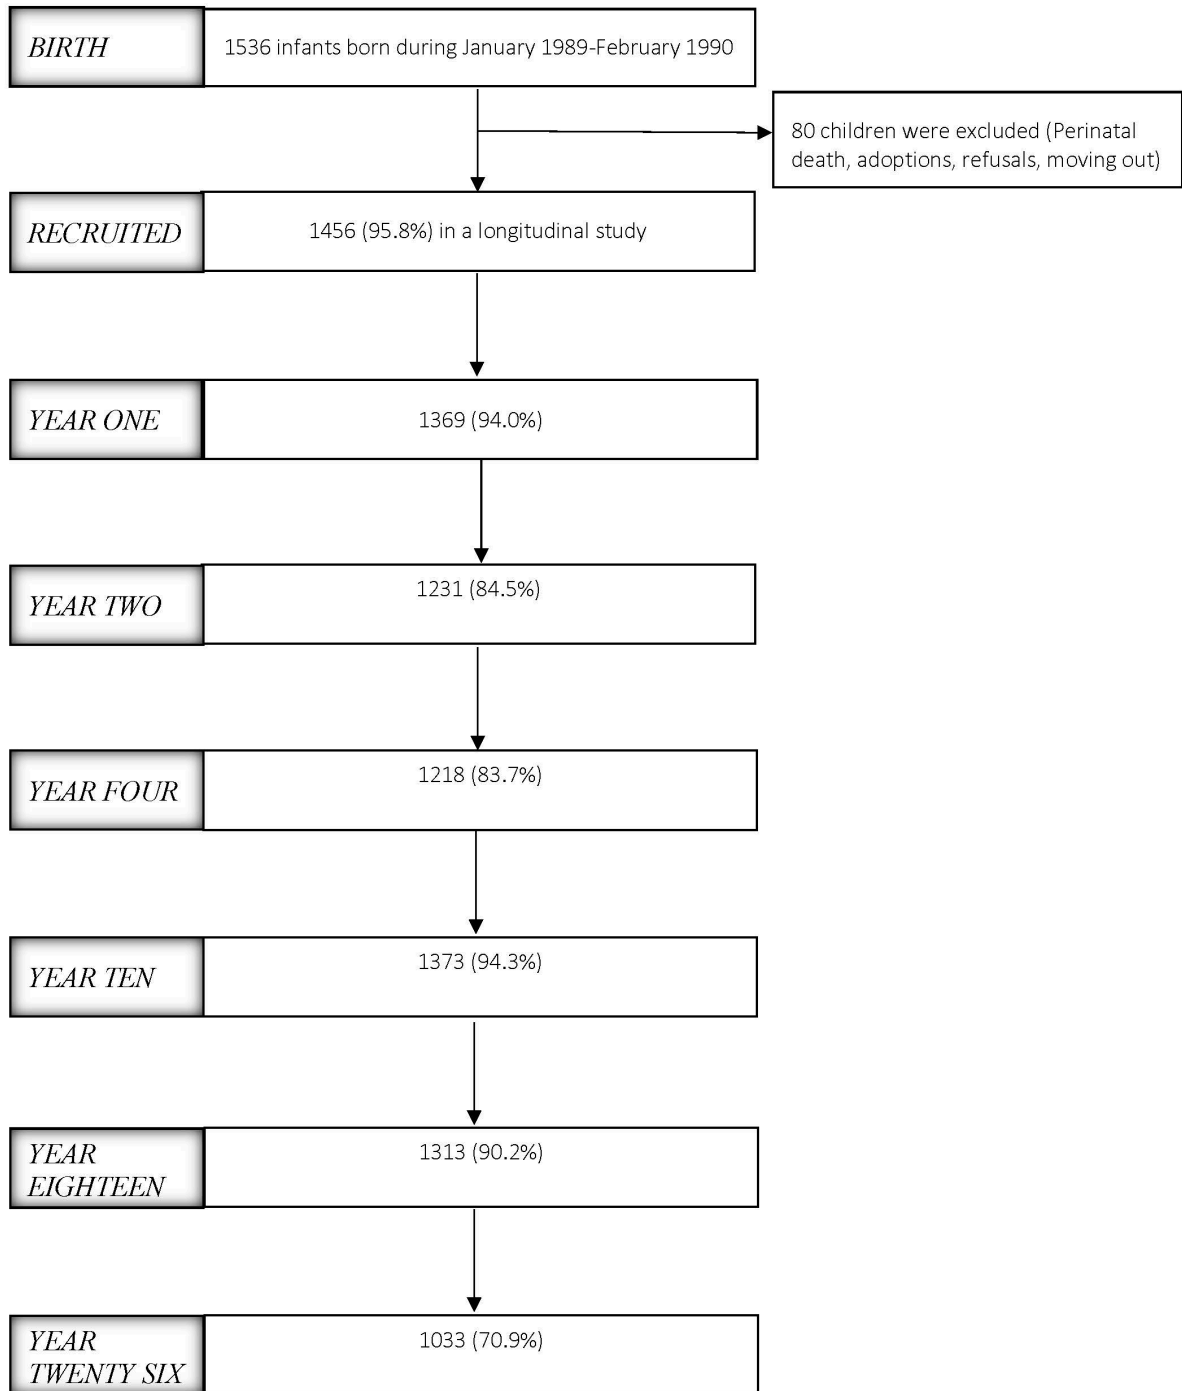 BIRTH
1536 infants born during January 1989-February 1990
80 children were excluded (Perinatal
death, adoptions, refusals, moving out)
RECRUITED
1456 (95.8%) in a longitudinal study
YEAR ONE
1369 (94.0%)
YEAR TWO
1231 (84.5%)
YEAR FOUR
1218 (83.7%)
YEAR TEN
1373 (94.3%)
YEAR
EIGHTEEN
1313 (90.2%)
YEAR
TWENTY SIX
1033 (70.9%)